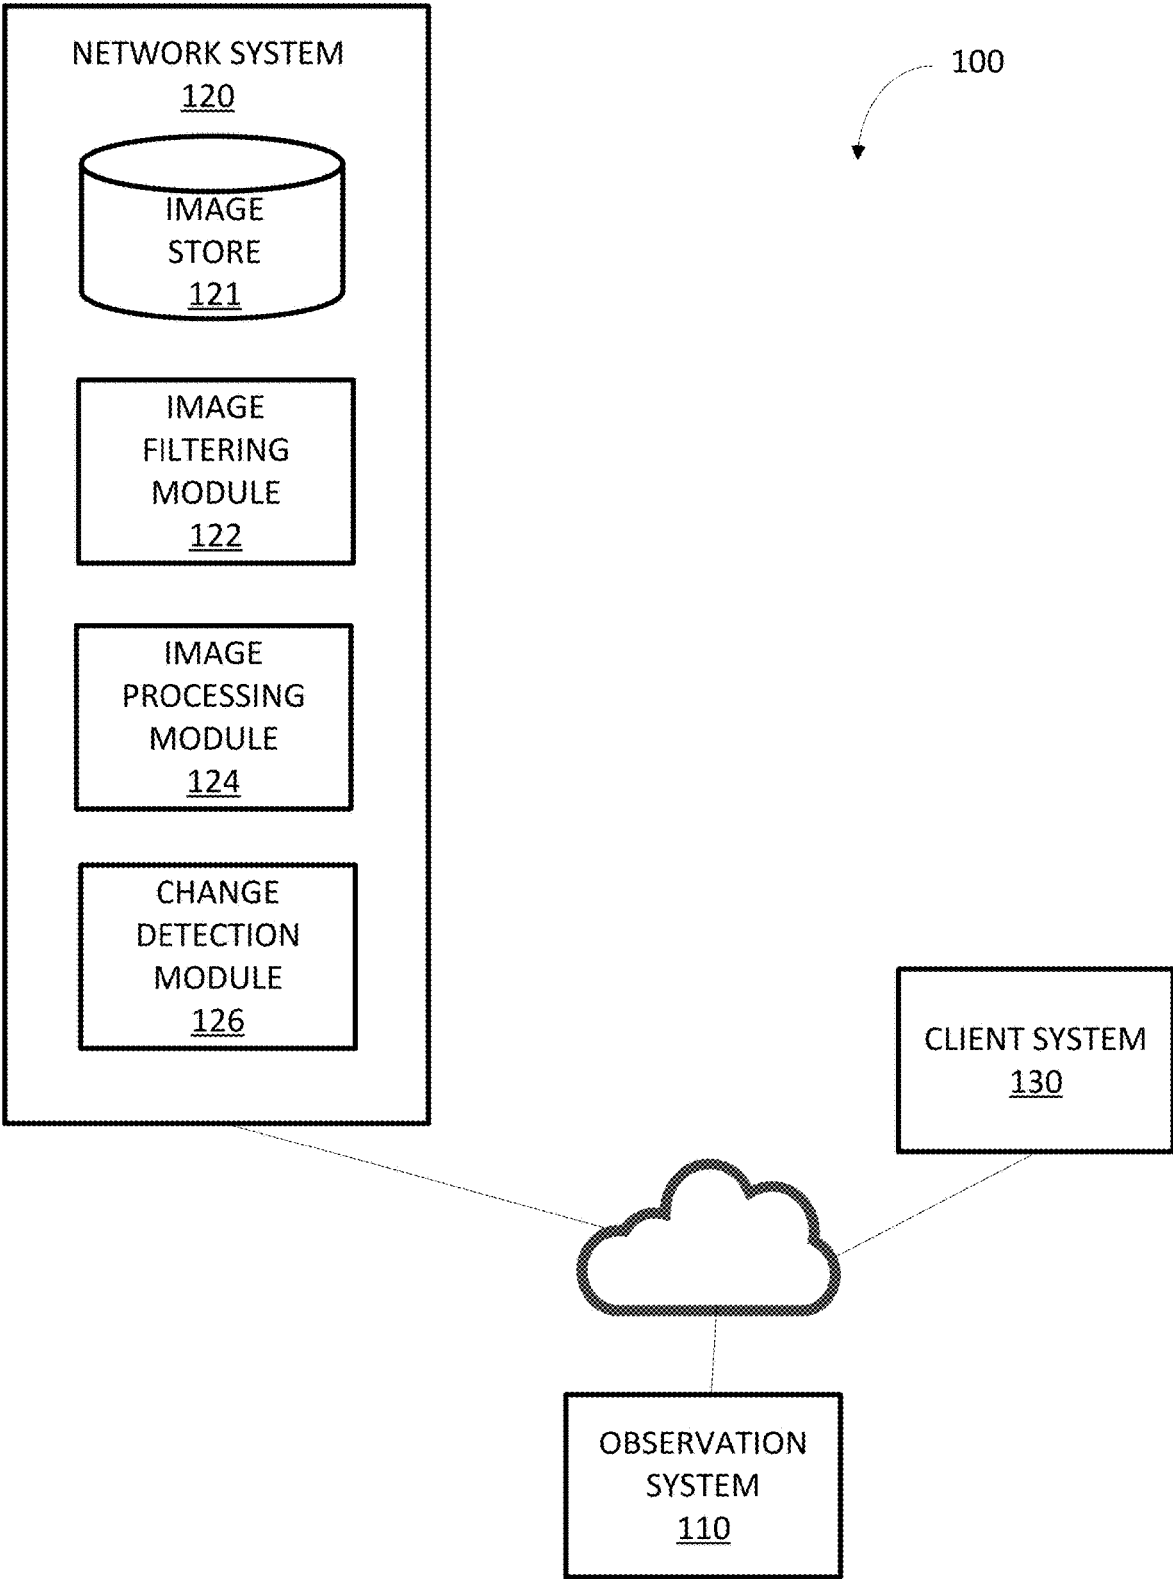 NETWORK SYSTEM
120
IMAGE
STORE
121
IMAGE
FILTERING
MODULE
122
IMAGE
PROCESSING
MODULE
124
CHANGE
DETECTION
MODULE
126
100
CLIENT SYSTEM
130
OBSERVATION
SYSTEM
110